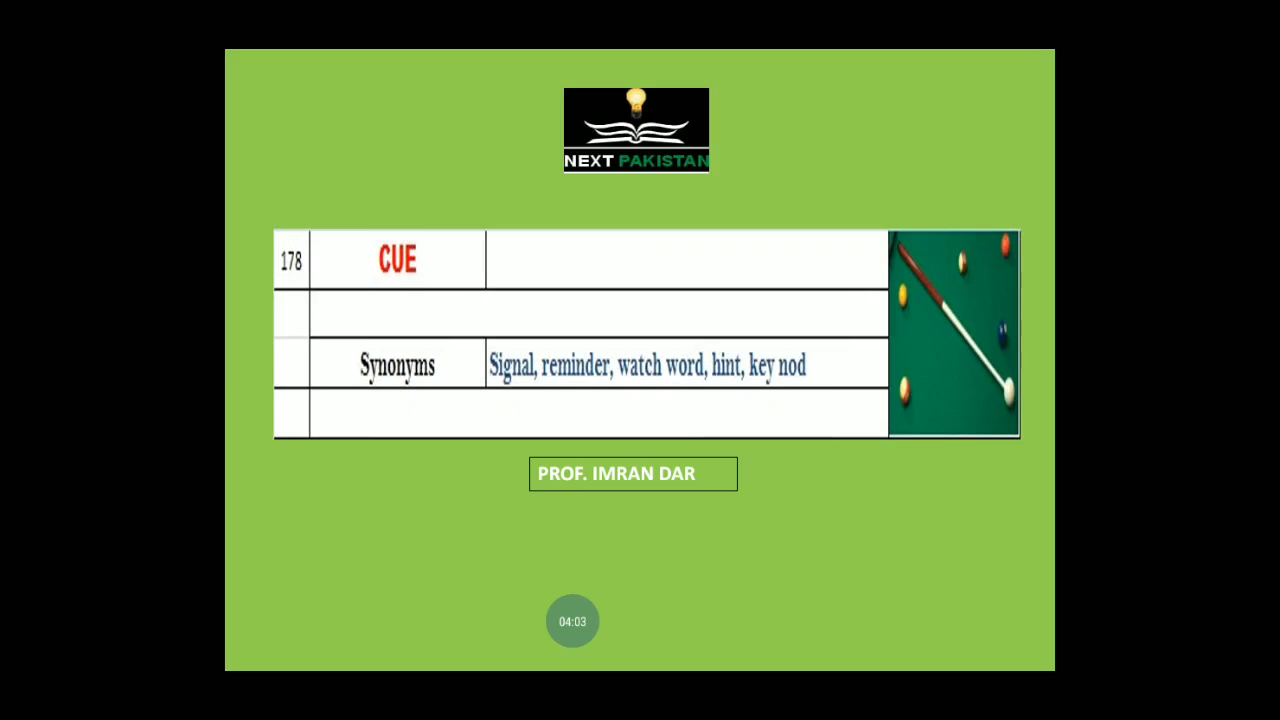 NEXT PAKISTAN
178 CUE
Synonyms Signal, reminder, watch word, hint, key nod
PROF. IMRAN DAR
04:03